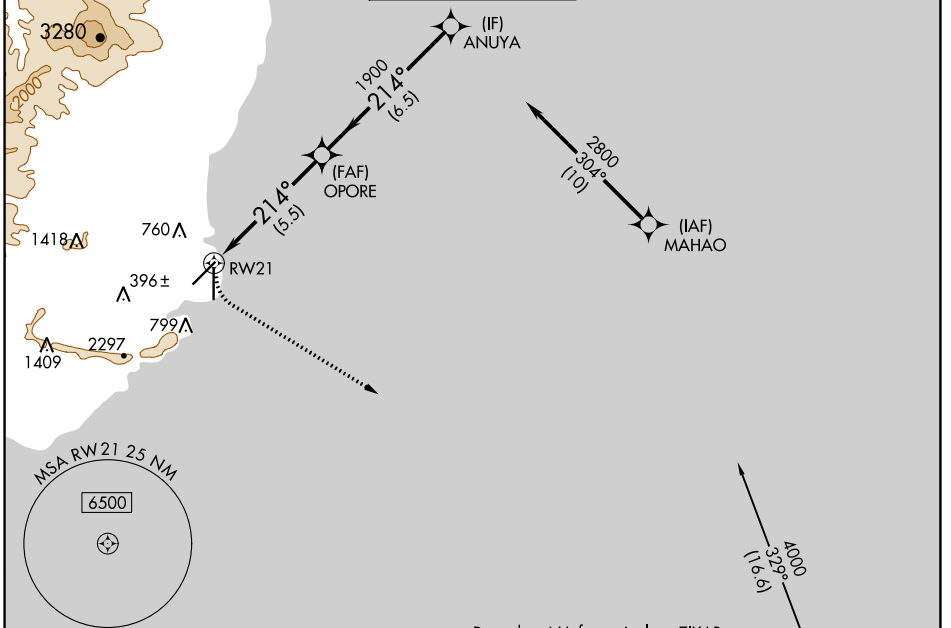 3280
(IF)
ANUYA
1900
214°
(6.5)
2000
(FAF)
OPORE
2800
304°
(10)
214°
(5.5)
(IAF)
MAHAO
760
1418
RW21
396±
799
2297
1409
MSA RW21 25 NM
6500
4000
329°
(16.6)